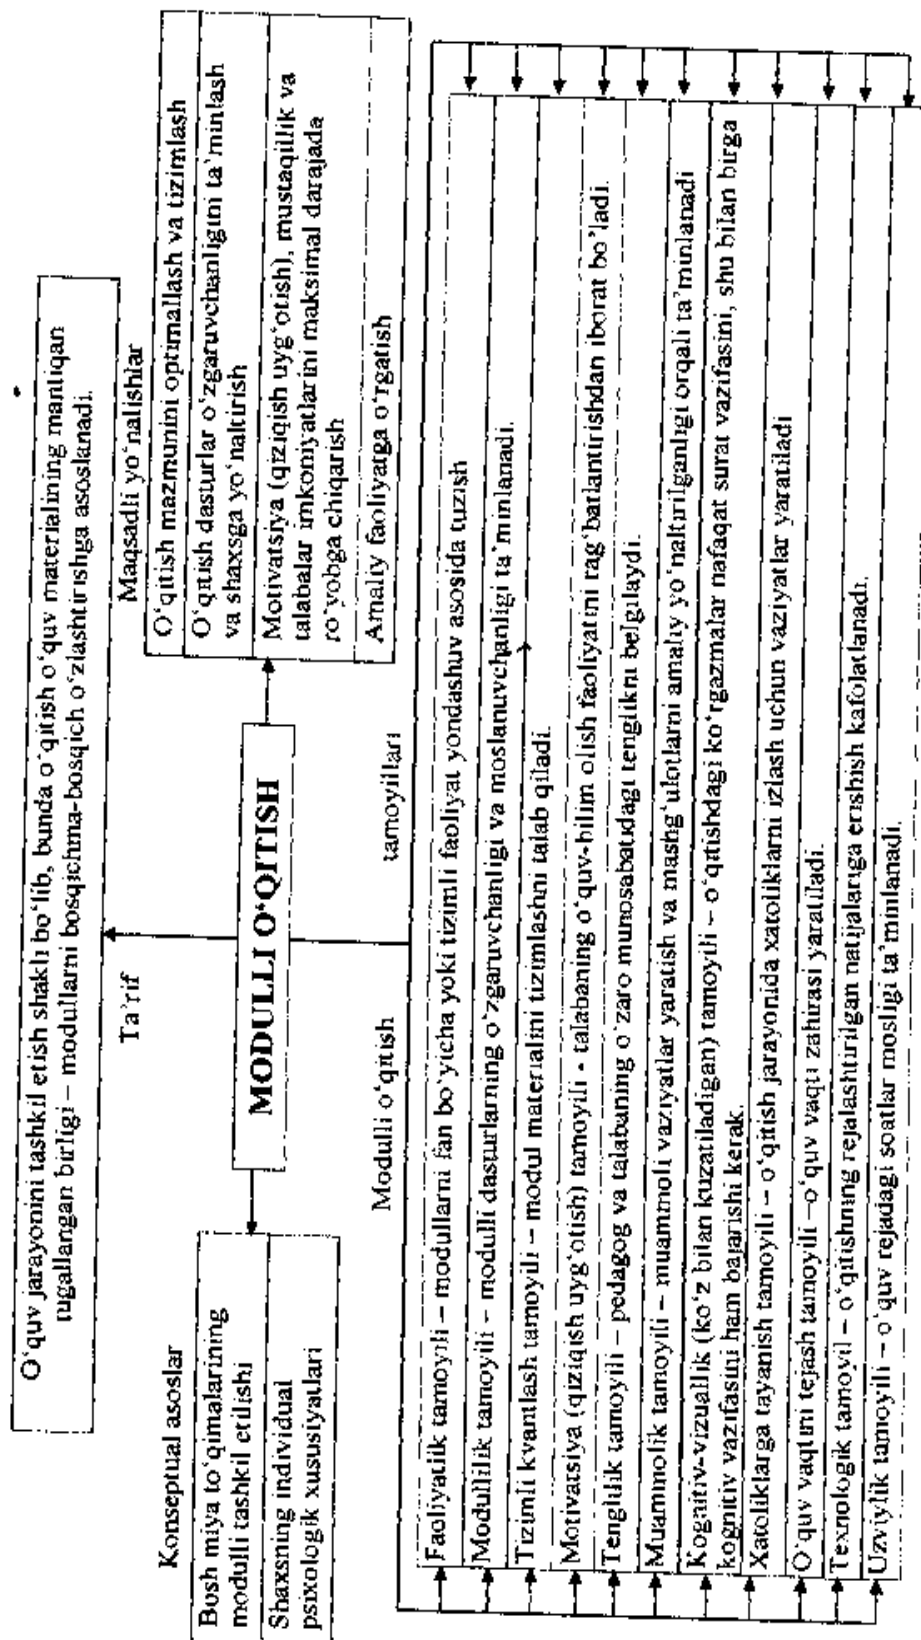 O‘quv jarayonini tashkil etish shakli bo‘lib, bunda o‘qitish o‘quv materialining mantiqan
tugallangan birligi – modullarni bosqichma-bosqich o‘zlashtirishga asoslanadi.
Ta`rif
Konseptual asoslar
Bosh miya to‘qimalarining
modulli tashkil etilishi
Shaxsning individual
psixologik xususiyatlari
MODULLI O‘QITISH
Maqsadli yo‘nalishlar
O‘qitish mazmunini optimallash va tizimlash
O‘qitish dasturlar o‘zgaruvchanligini ta`minlash
va shaxsga yo‘naltirish
Motivatsiya (qiziqish uyg‘otish), mustaqillik va
talabalar imkoniyatlarini maksimal darajada
ro‘yobga chiqarish
Amaliy faoliyatga o‘rgatish
Modulli o‘qitish tamoyillari
Faoliyatlik tamoyili – modullarni fan bo‘yicha yoki tizimli faoliyat yondashuv asosida tuzish
Modullilik tamoyili – modulli dasturlarning o‘zgaruvchanligi va moslanuvchanligi ta`minlanadi.
Tizimli kvantlash tamoyili – modul materialini tizimlashni talab qiladi.
Motivatsiya (qiziqish uyg‘otish) tamoyili - talabaning o‘quv-bilim olish faoliyatini rag‘batlantirishdan iborat bo‘ladi.
Tenglilik tamoyili – pedagog va talabaning o`zaro munosabatidagi tenglikni belgilaydi.
Muammolik tamoyili – muammoli vaziyatlar yaratish va mashg‘ulotlarni amaliy yo‘naltirilganligi orqali ta`minlanadi
Kognitiv-vizuallik (ko‘z bilan kuzatiladigan) tamoyili – o‘qitishdagi ko‘rgazmalar nafaqat surat vazifasini, shu bilan birga
kognitiv vazifasini ham bajarishi kerak.
Xatoliklarga tayanish tamoyili – o‘qitish jarayonida xatoliklarni izlash uchun vaziyatlar yaratiladi
O‘quv vaqtini tejash tamoyili –o‘quv vaqti zahirasi yaratiladi.
Texnologik tamoyil – o‘qitishning rejalashtirilgan natijalariga erishish kafolatlanadi.
Uzviylik tamoyili – o‘quv rejadagi soatlar mosligi ta`minlanadi.